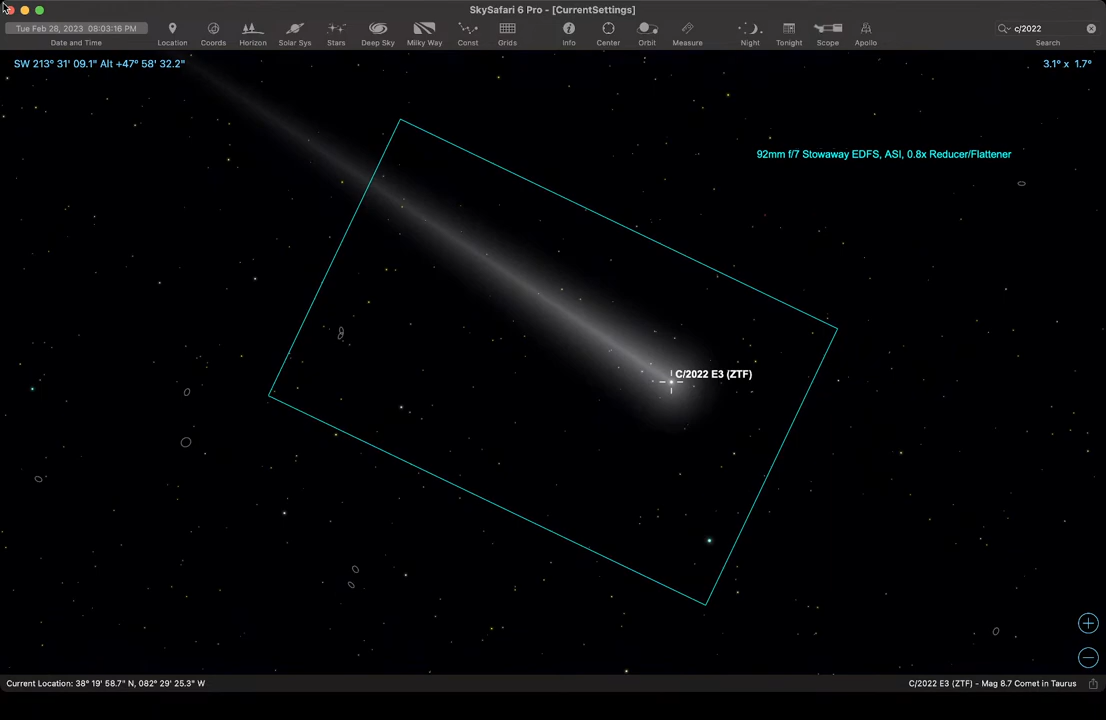 SkySafari 6 Pro - [CurrentSettings]
Tue Feb 28, 2023 08:03:16 PM
c/2022
Date and Time Location Coords Horizon Solar Sys Stars Deep Sky Milky Way Const Grids Info Center Orbit Measure Night Tonight Scope Apollo Search
SW 213° 31' 09.1" Alt +47° 58' 32.2"
3.1° x 1.7°
92mm f/7 Stowaway EDFS, ASI, 0.8x Reducer/Flattener
C/2022 E3 (ZTF)
Current Location: 38° 19' 58.7" N, 082° 29' 25.3" W
C/2022 E3 (ZTF) - Mag 8.7 Comet in Taurus